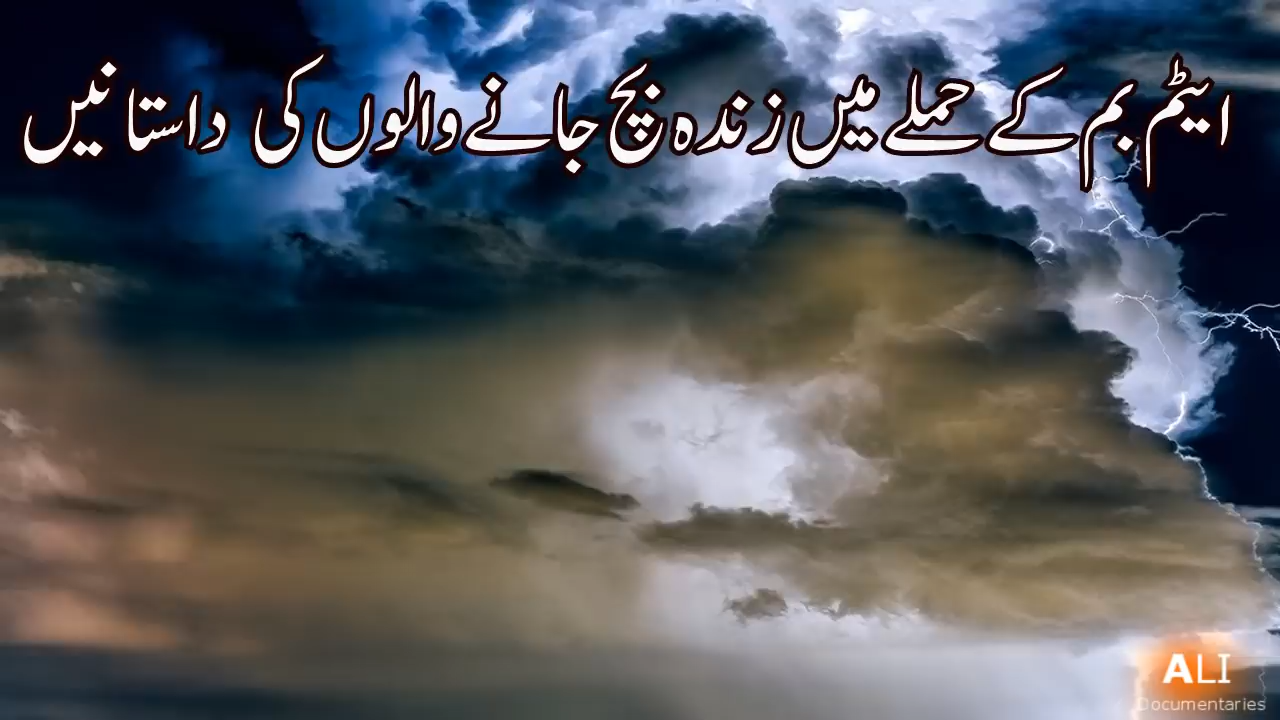 ایٹم بم کے حملے میں زندہ بچ جانے والوں کی داستانیں
ALI
Documentaries